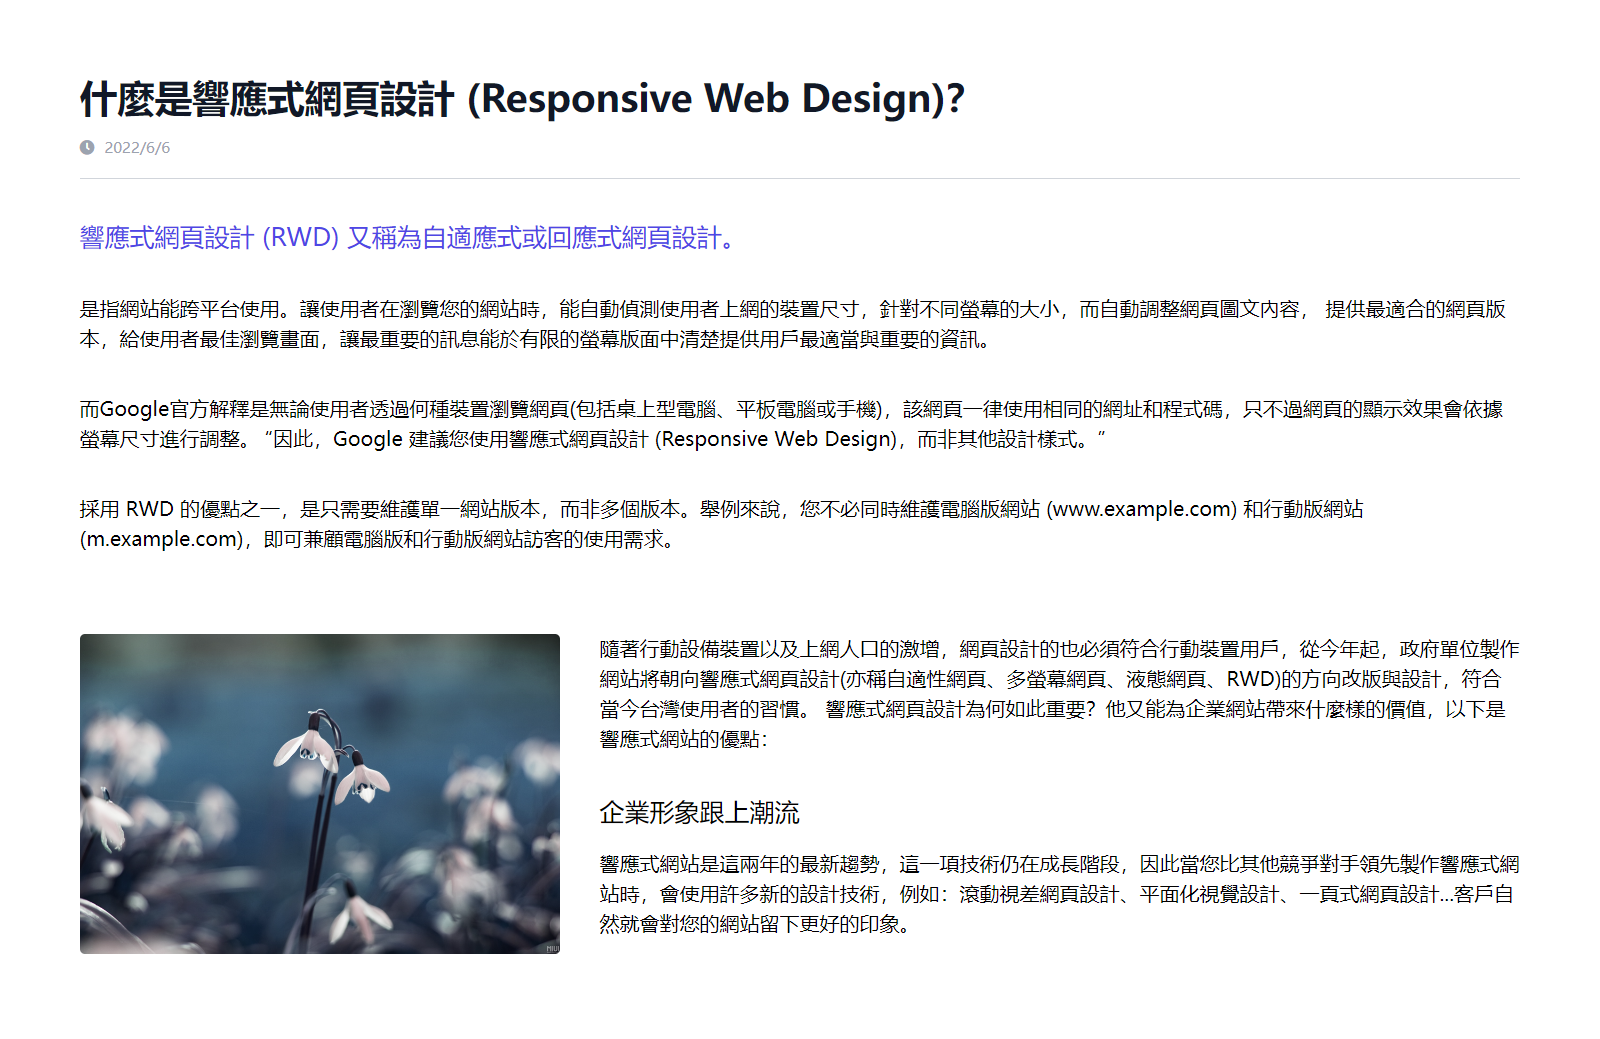 什麼是響應式網頁設計 (Responsive Web Design)?
2022/6/6
響應式網頁設計 (RWD) 又稱為自適應式或回應式網頁設計。
是指網站能跨平台使用。讓使用者在瀏覽您的網站時，能自動偵測使用者上網的裝置尺寸，針對不同螢幕的大小，而自動調整網頁圖文內容， 提供最適合的網頁版
本，給使用者最佳瀏覽畫面，讓最重要的訊息能於有限的螢幕版面中清楚提供用戶最適當與重要的資訊。
而Google官方解釋是無論使用者透過何種裝置瀏覽網頁(包括桌上型電腦、平板電腦或手機)，該網頁一律使用相同的網址和程式碼，只不過網頁的顯示效果會依據
螢幕尺寸進行調整。“因此，Google 建議您使用響應式網頁設計 (Responsive Web Design)，而非其他設計樣式。”
採用 RWD 的優點之一，是只需要維護單一網站版本，而非多個版本。舉例來說，您不必同時維護電腦版網站 (www.example.com) 和行動版網站
(m.example.com)，即可兼顧電腦版和行動版網站訪客的使用需求。
隨著行動設備裝置以及上網人口的激增，網頁設計的也必須符合行動裝置用戶，從今年起，政府單位製作
網站將朝向響應式網頁設計(亦稱自適性網頁、多螢幕網頁、液態網頁、RWD)的方向改版與設計，符合
當今台灣使用者的習慣。 響應式網頁設計為何如此重要？他又能為企業網站帶來什麼樣的價值，以下是
響應式網站的優點：
企業形象跟上潮流
響應式網站是這兩年的最新趨勢，這一項技術仍在成長階段，因此當您比其他競爭對手領先製作響應式網
站時，會使用許多新的設計技術，例如：滾動視差網頁設計、平面化視覺設計、一頁式網頁設計...客戶自
然就會對您的網站留下更好的印象。
MIUI